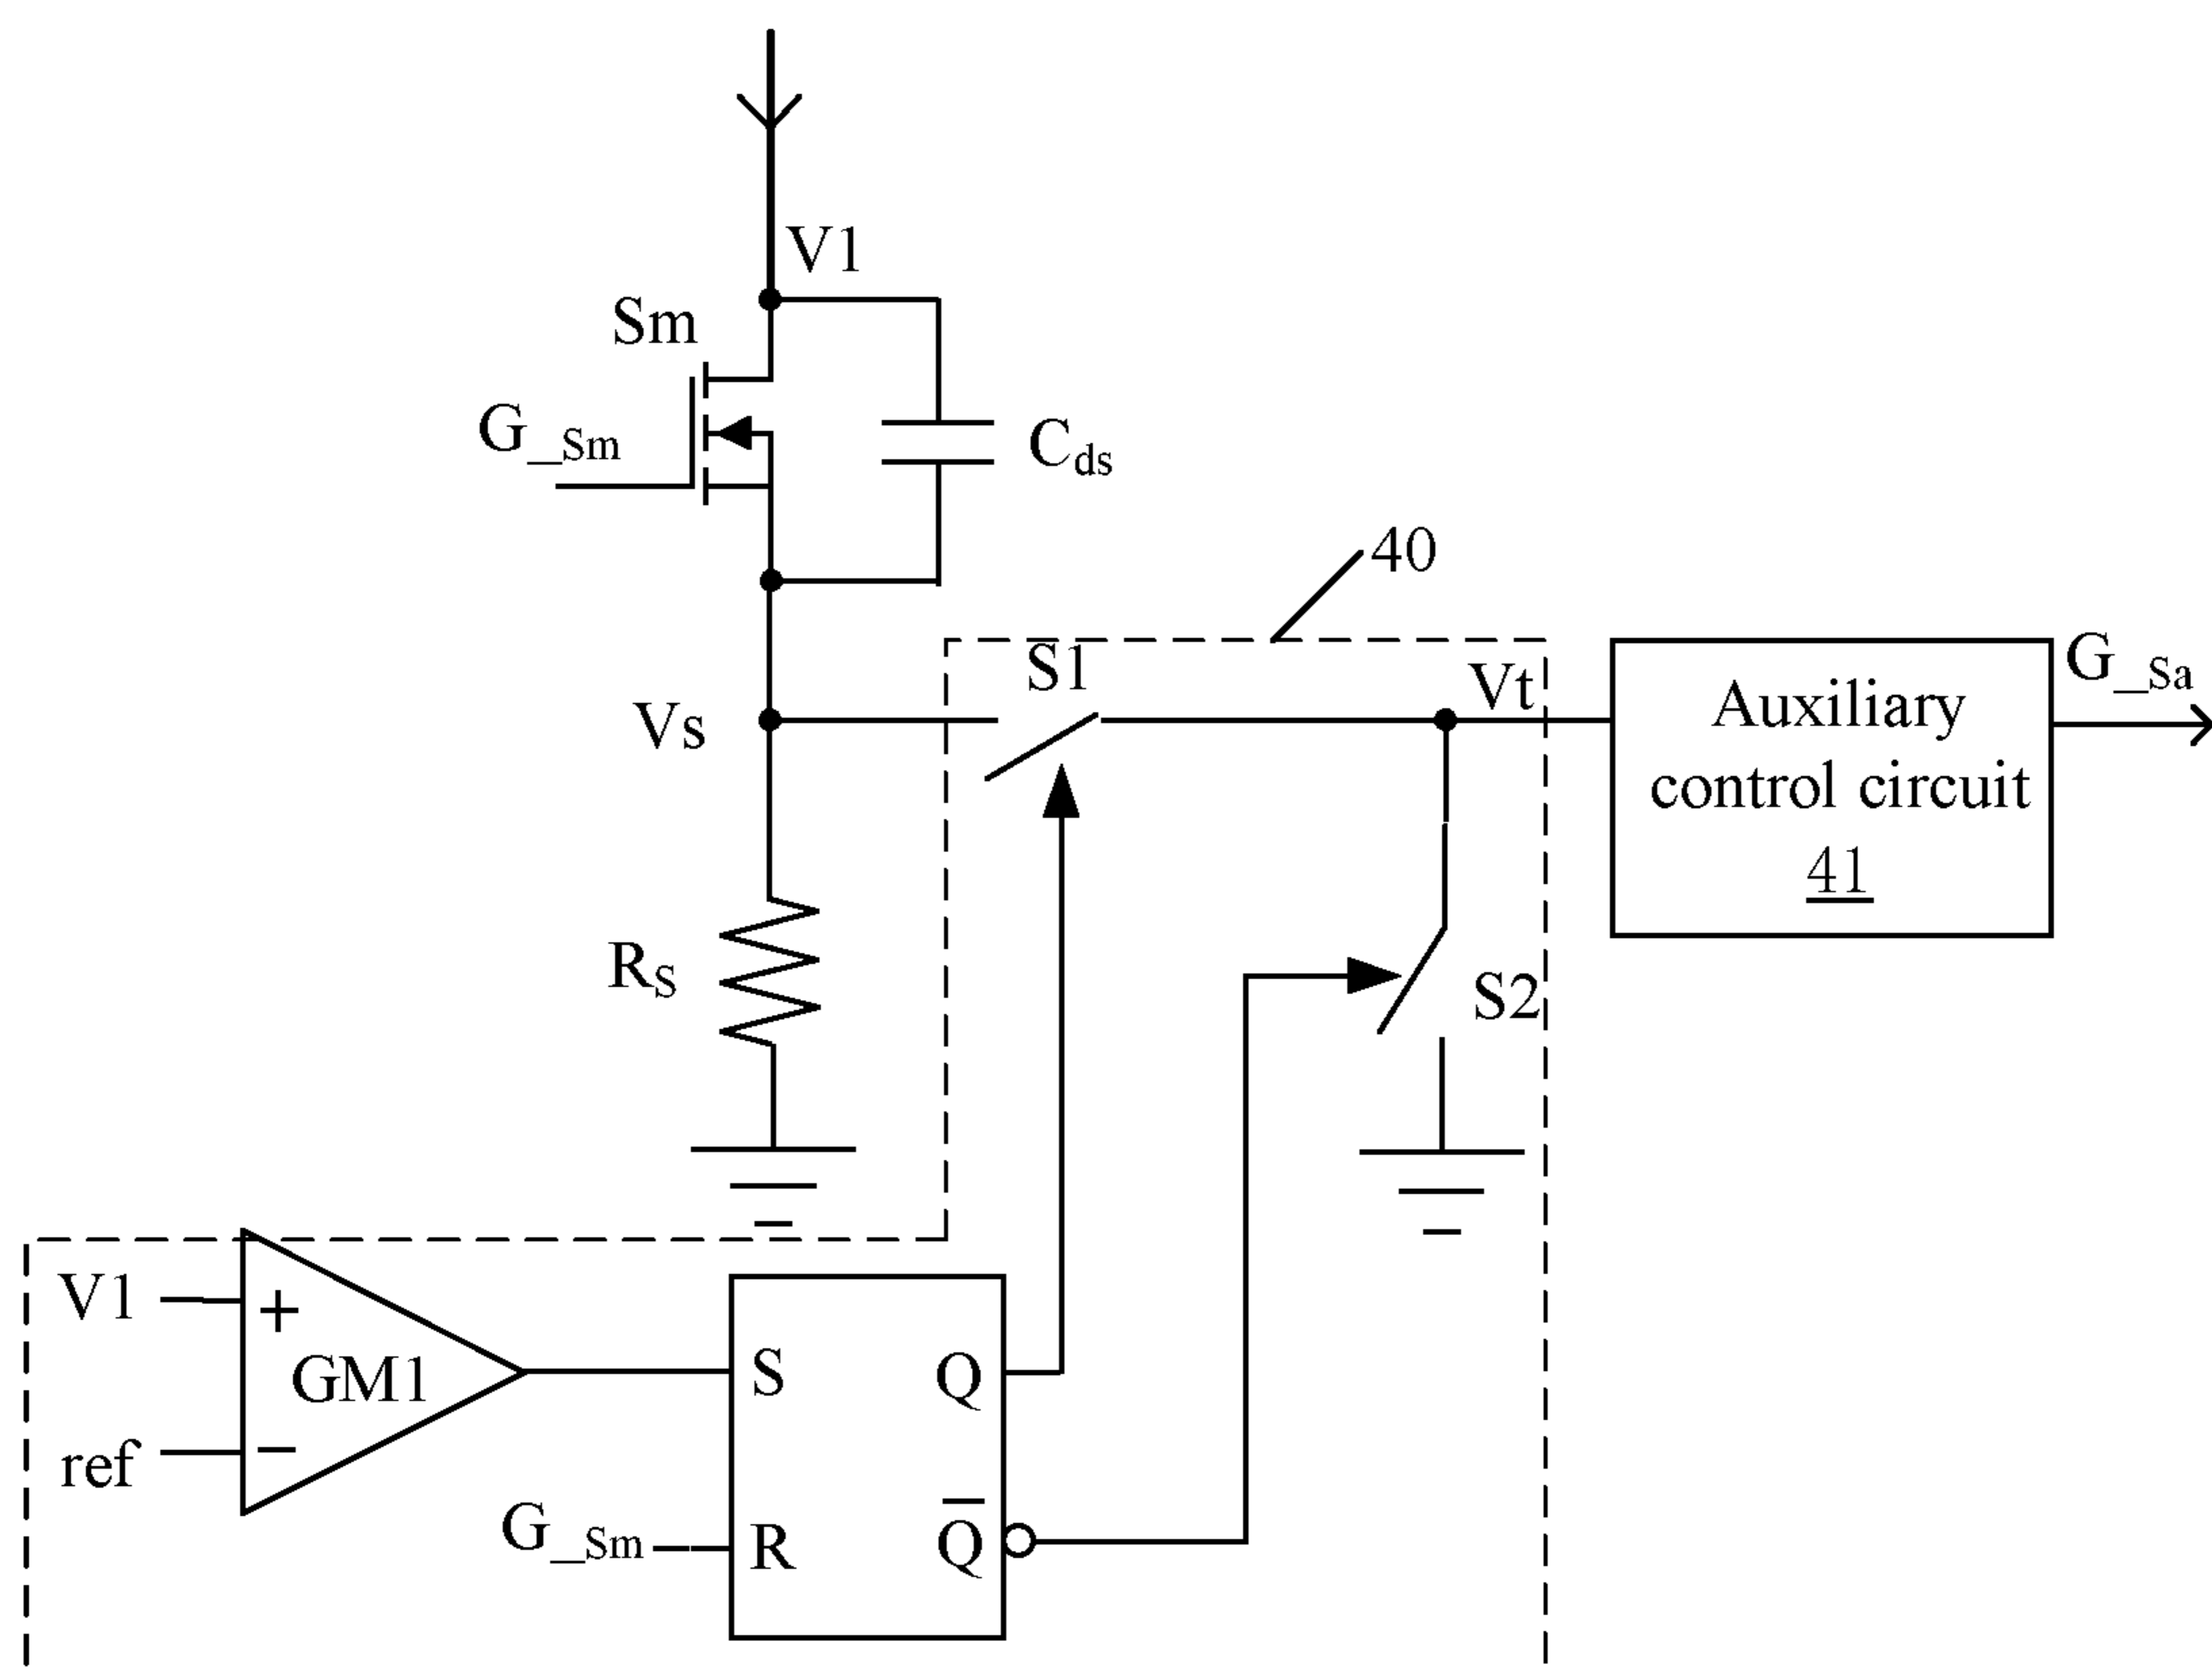 V1
Sm
G_Sm
Cds
40
S1
Vt
G_Sa
Vs
Auxiliary
control circuit
41
RS
S2
V1
+
GM1
S
Q
ref
−
G_Sm
R
Q̅